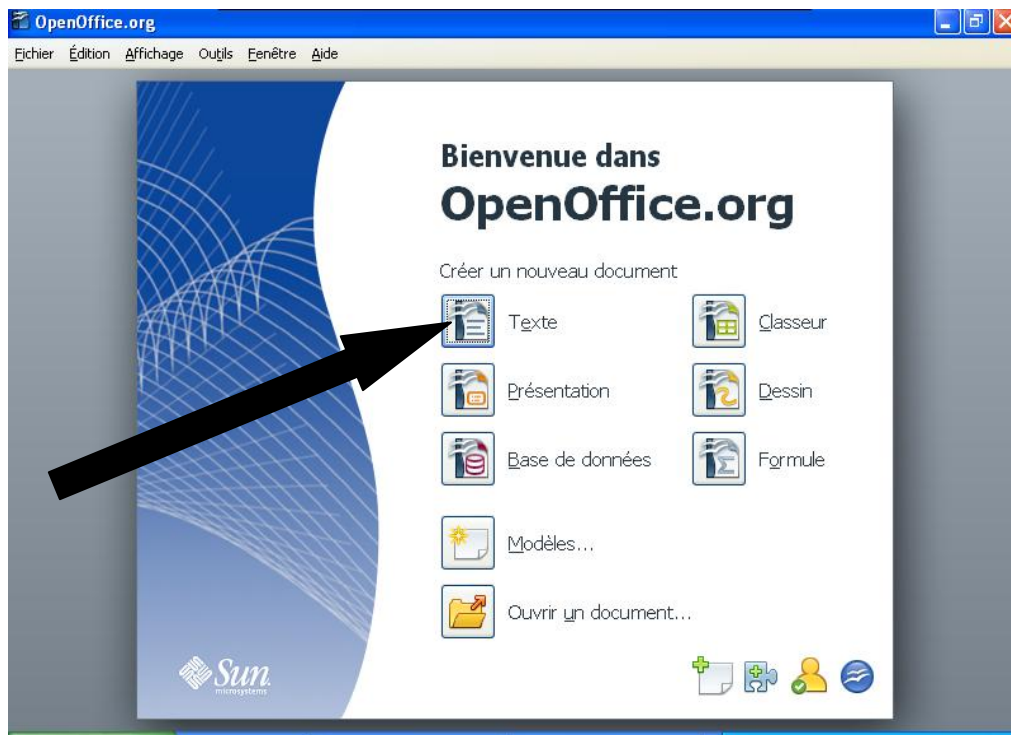 OpenOffice.org
Fichier Édition Affichage Outils Fenêtre Aide
Bienvenue dans
OpenOffice.org
Créer un nouveau document
Texte Classeur
Présentation Dessin
Base de données Formule
Modèles...
Ouvrir un document...
Sun
microsystems